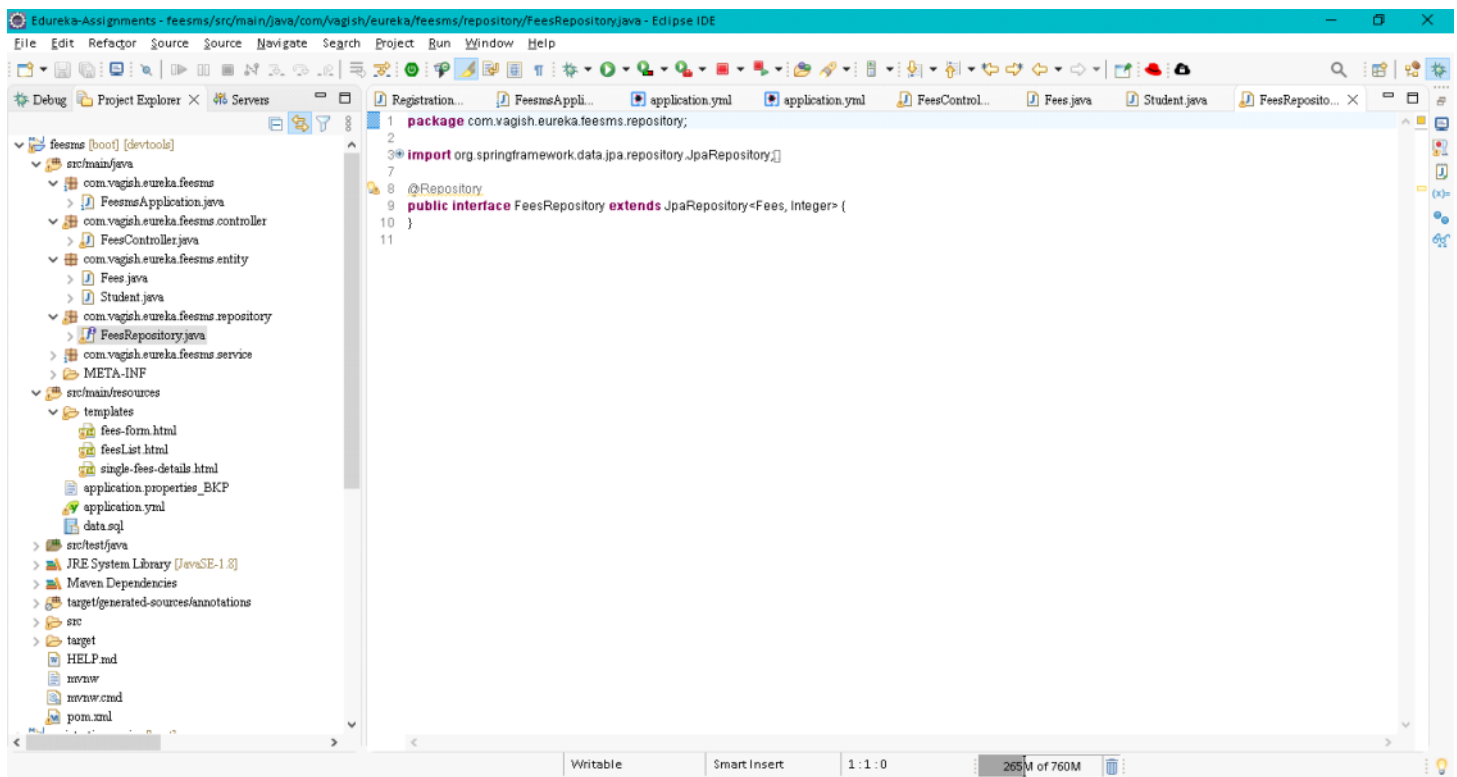 Edureka-Assignments - feesms/src/main/java/com/vagish/eureka/feesms/repository/FeesRepository.java - Eclipse IDE
File Edit Refactor Source Source Navigate Search Project Run Window Help
Debug Project Explorer Servers
Registration... FeesmsAppli... application.yml application.yml FeesControl... Fees.java Student.java FeesReposito...
feesms [boot] [devtools]
src/main/java
com.vagish.eureka.feesms
FeesmsApplication.java
com.vagish.eureka.feesms.controller
FeesController.java
com.vagish.eureka.feesms.entity
Fees.java
Student.java
com.vagish.eureka.feesms.repository
FeesRepository.java
com.vagish.eureka.feesms.service
META-INF
src/main/resources
templates
fees-form.html
feesList.html
single-fees-details.html
application.properties_BKP
application.yml
data.sql
src/test/java
JRE System Library [JavaSE-1.8]
Maven Dependencies
target/generated-sources/annotations
src
target
HELP.md
mvnw
mvnw.cmd
pom.xml
1 package com.vagish.eureka.feesms.repository;
2
3 import org.springframework.data.jpa.repository.JpaRepository;
7
8 @Repository
9 public interface FeesRepository extends JpaRepository<Fees, Integer> {
10 }
11
(x)=
Writable Smart Insert 1 : 1 : 0 265M of 760M